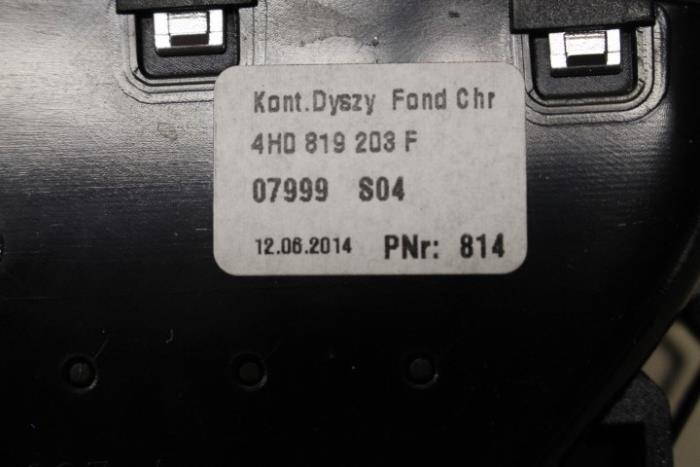 Kont.Dyszy Fond Chr
4H0 819 203 F
07999 S04
12.06.2014 PNr: 814